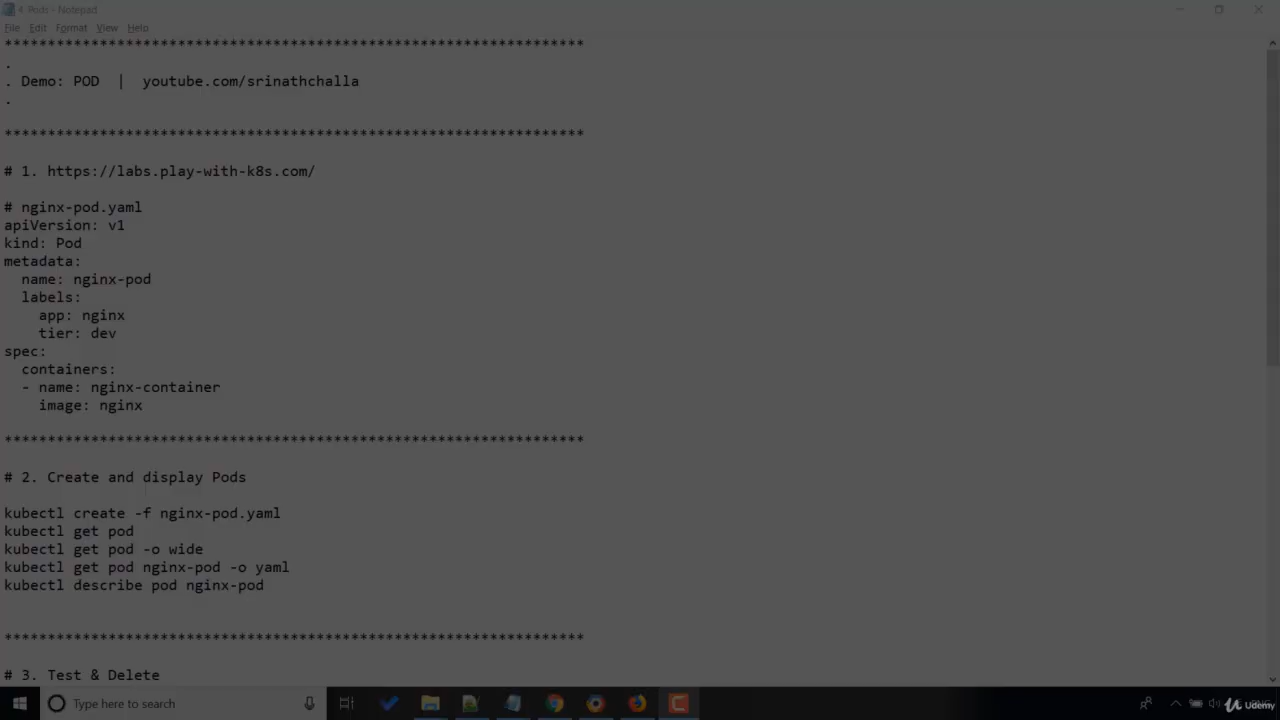 4. Pods - Notepad
File Edit Format View Help
*******************************************************************
.
. Demo: POD | youtube.com/srinathchalla
.
*******************************************************************
# 1. https://labs.play-with-k8s.com/
# nginx-pod.yaml
apiVersion: v1
kind: Pod
metadata:
  name: nginx-pod
  labels:
    app: nginx
    tier: dev
spec:
  containers:
  - name: nginx-container
    image: nginx
*******************************************************************
# 2. Create and display Pods
kubectl create -f nginx-pod.yaml
kubectl get pod
kubectl get pod -o wide
kubectl get pod nginx-pod -o yaml
kubectl describe pod nginx-pod
*******************************************************************
# 3. Test & Delete
Type here to search
Udemy